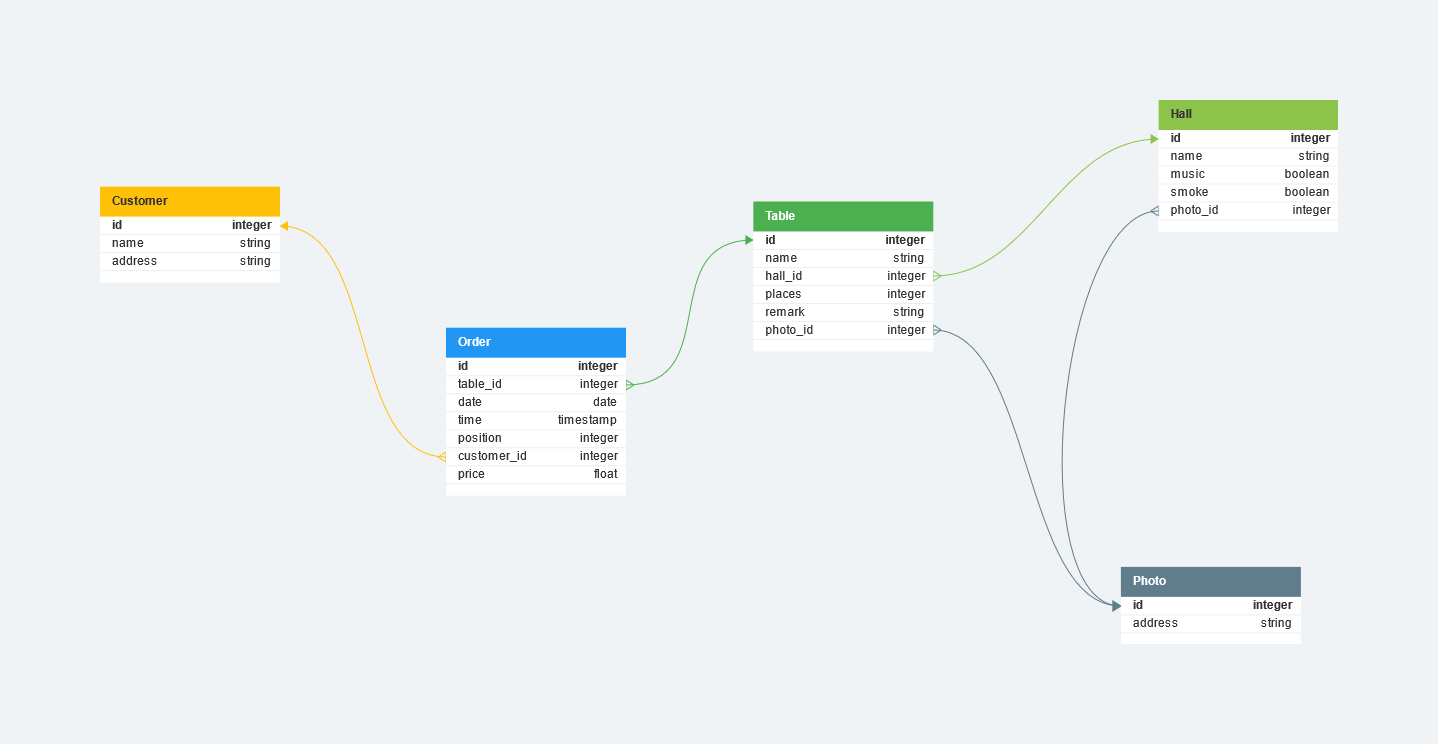 Customer
id integer
name string
address string
Order
id integer
table_id integer
date date
time timestamp
position integer
customer_id integer
price float
Table
id integer
name string
hall_id integer
places integer
remark string
photo_id integer
Hall
id integer
name string
music boolean
smoke boolean
photo_id integer
Photo
id integer
address string